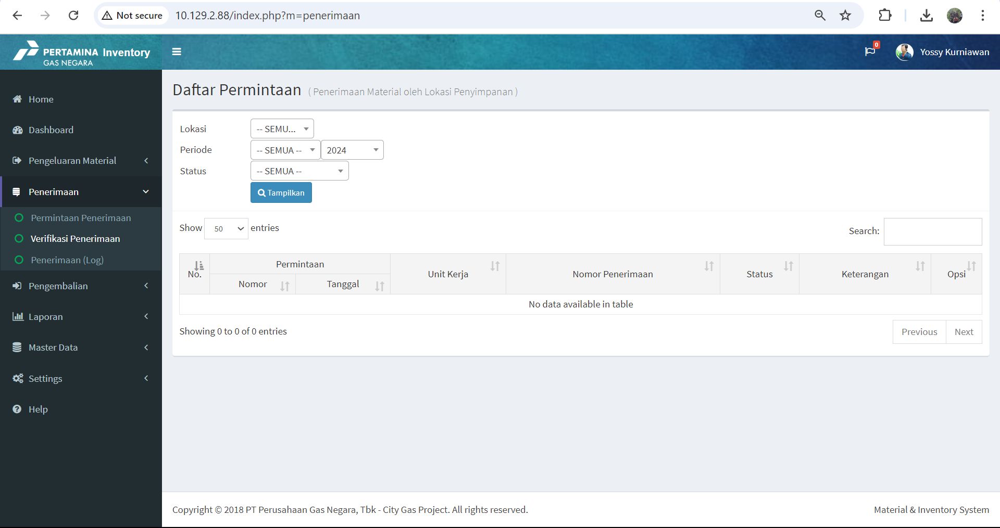 Not secure
10.129.2.88/index.php?m=penerimaan
PERTAMINA Inventory
GAS NEGARA
0
Yossy Kurniawan
Home
Dashboard
Pengeluaran Material
Penerimaan
Permintaan Penerimaan
Verifikasi Penerimaan
Penerimaan (Log)
Pengembalian
Laporan
Master Data
Settings
Help
Daftar Permintaan ( Penerimaan Material oleh Lokasi Penyimpanan )
Lokasi -- SEMU...
Periode -- SEMUA -- 2024
Status -- SEMUA --
Tampilkan
Show 50 entries
Search:
No. Permintaan Unit Kerja Nomor Penerimaan Status Keterangan Opsi
Nomor Tanggal
No data available in table
Showing 0 to 0 of 0 entries
Previous Next
Copyright © 2018 PT Perusahaan Gas Negara, Tbk - City Gas Project. All rights reserved.
Material & Inventory System